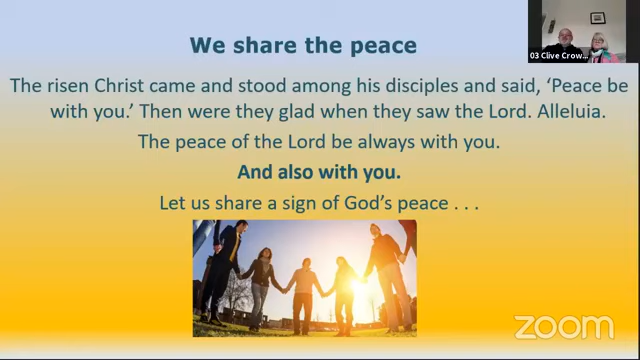 We share the peace
03 Clive Crow...
The risen Christ came and stood among his disciples and said, ‘Peace be
with you.’ Then were they glad when they saw the Lord. Alleluia.
The peace of the Lord be always with you.
And also with you.
Let us share a sign of God’s peace . . .
zoom